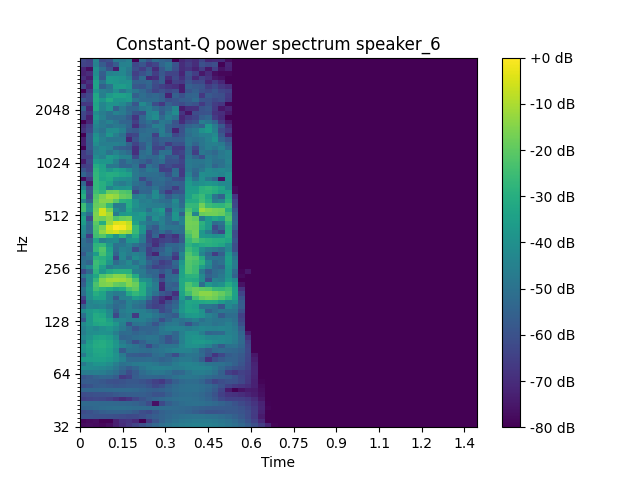 Constant-Q power spectrum speaker_6
+0 dB
-10 dB
-20 dB
-30 dB
-40 dB
-50 dB
-60 dB
-70 dB
-80 dB
2048
1024
512
256
128
64
32
Hz
0 0.15 0.3 0.45 0.6 0.75 0.9 1.1 1.2 1.4
Time